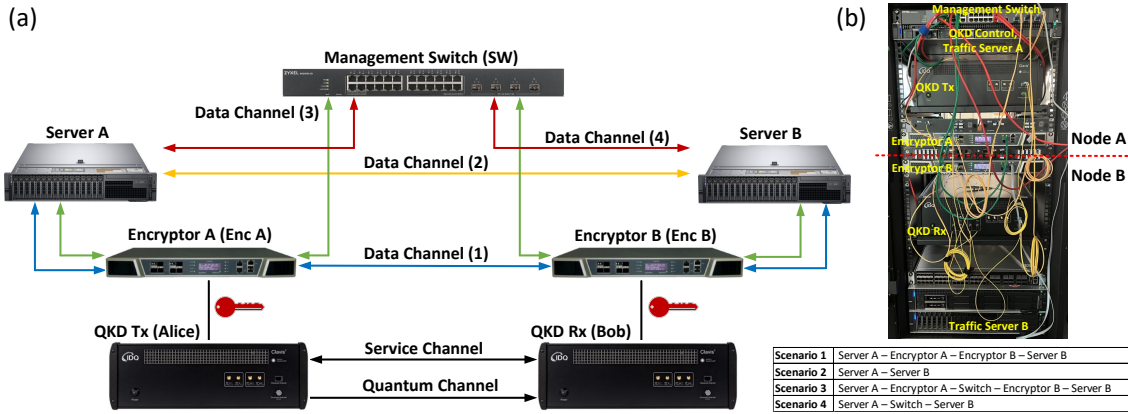 (a)
Management Switch (SW)
ZYXEL
Data Channel (3)
Server A
Data Channel (4)
Server B
Data Channel (2)
Encryptor A (Enc A)
Encryptor B (Enc B)
Data Channel (1)
QKD Tx (Alice)
QKD Rx (Bob)
IDQ
Clavis
Service Channel
IDQ
Clavis
Quantum Channel
(b)
Management Switch
QKD Control,
Traffic Server A
IDQ
QKD Tx
Encryptor A
Node A
Encryptor B
Node B
QKD Rx
Traffic Server B
Scenario 1 Server A – Encryptor A – Encryptor B – Server B
Scenario 2 Server A – Server B
Scenario 3 Server A – Encryptor A – Switch – Encryptor B – Server B
Scenario 4 Server A – Switch – Server B